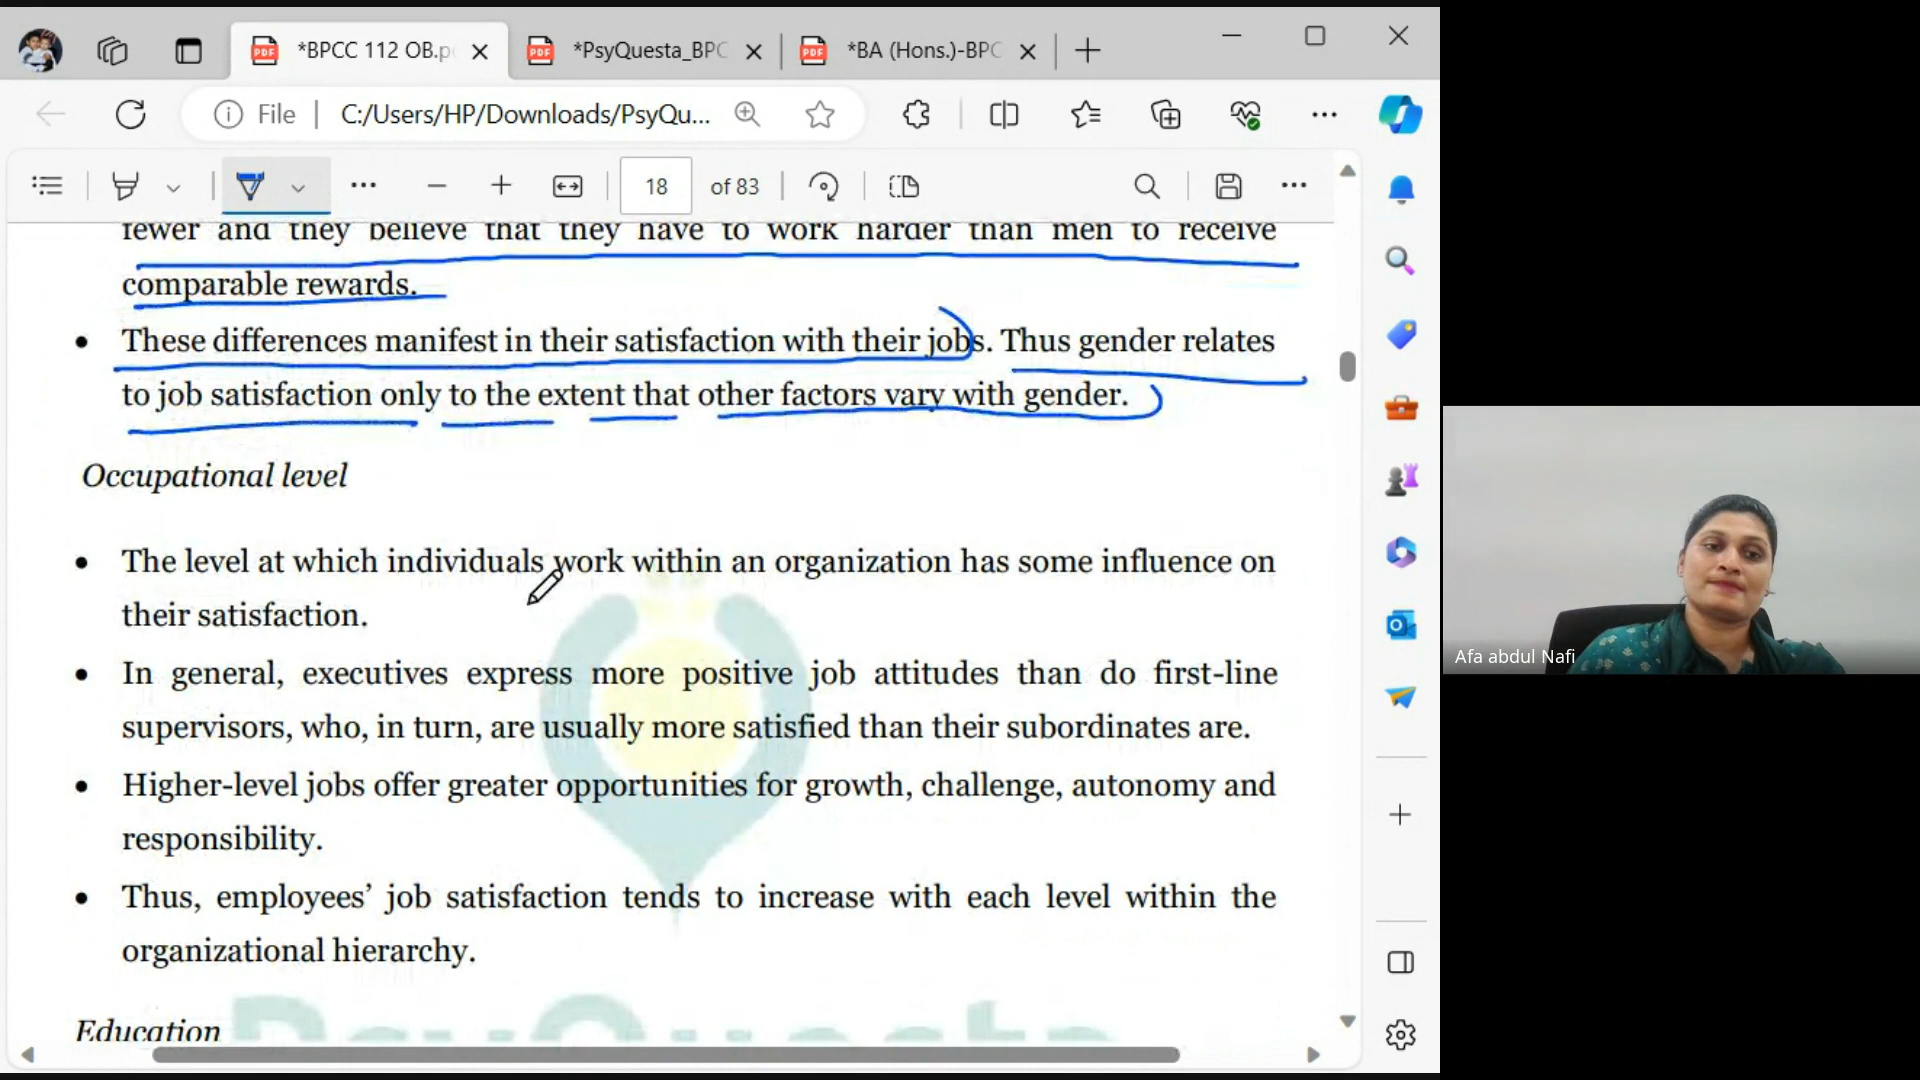 *BPCC 112 OB.p
*PsyQuesta_BPC
*BA (Hons.)-BPC
File
C:/Users/HP/Downloads/PsyQu...
18 of 83
fewer and they believe that they have to work harder than men to receive
comparable rewards.
• These differences manifest in their satisfaction with their jobs. Thus gender relates
to job satisfaction only to the extent that other factors vary with gender.
Occupational level
• The level at which individuals work within an organization has some influence on
their satisfaction.
• In general, executives express more positive job attitudes than do first-line
supervisors, who, in turn, are usually more satisfied than their subordinates are.
• Higher-level jobs offer greater opportunities for growth, challenge, autonomy and
responsibility.
• Thus, employees’ job satisfaction tends to increase with each level within the
organizational hierarchy.
Education
PsyQuesta
Afa abdul Nafi